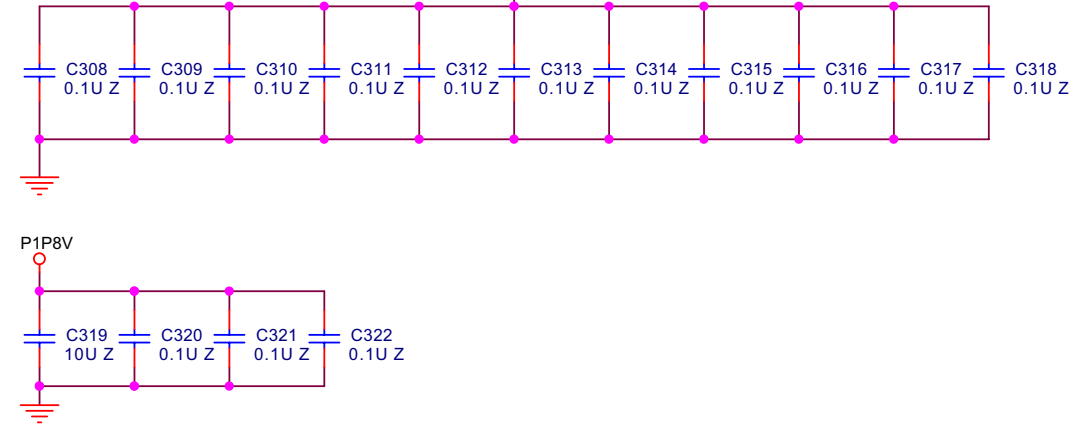 C308 C309 C310 C311 C312 C313 C314 C315 C316 C317 C318
0.1U Z 0.1U Z 0.1U Z 0.1U Z 0.1U Z 0.1U Z 0.1U Z 0.1U Z 0.1U Z 0.1U Z 0.1U Z
P1P8V
C319 C320 C321 C322
10U Z 0.1U Z 0.1U Z 0.1U Z